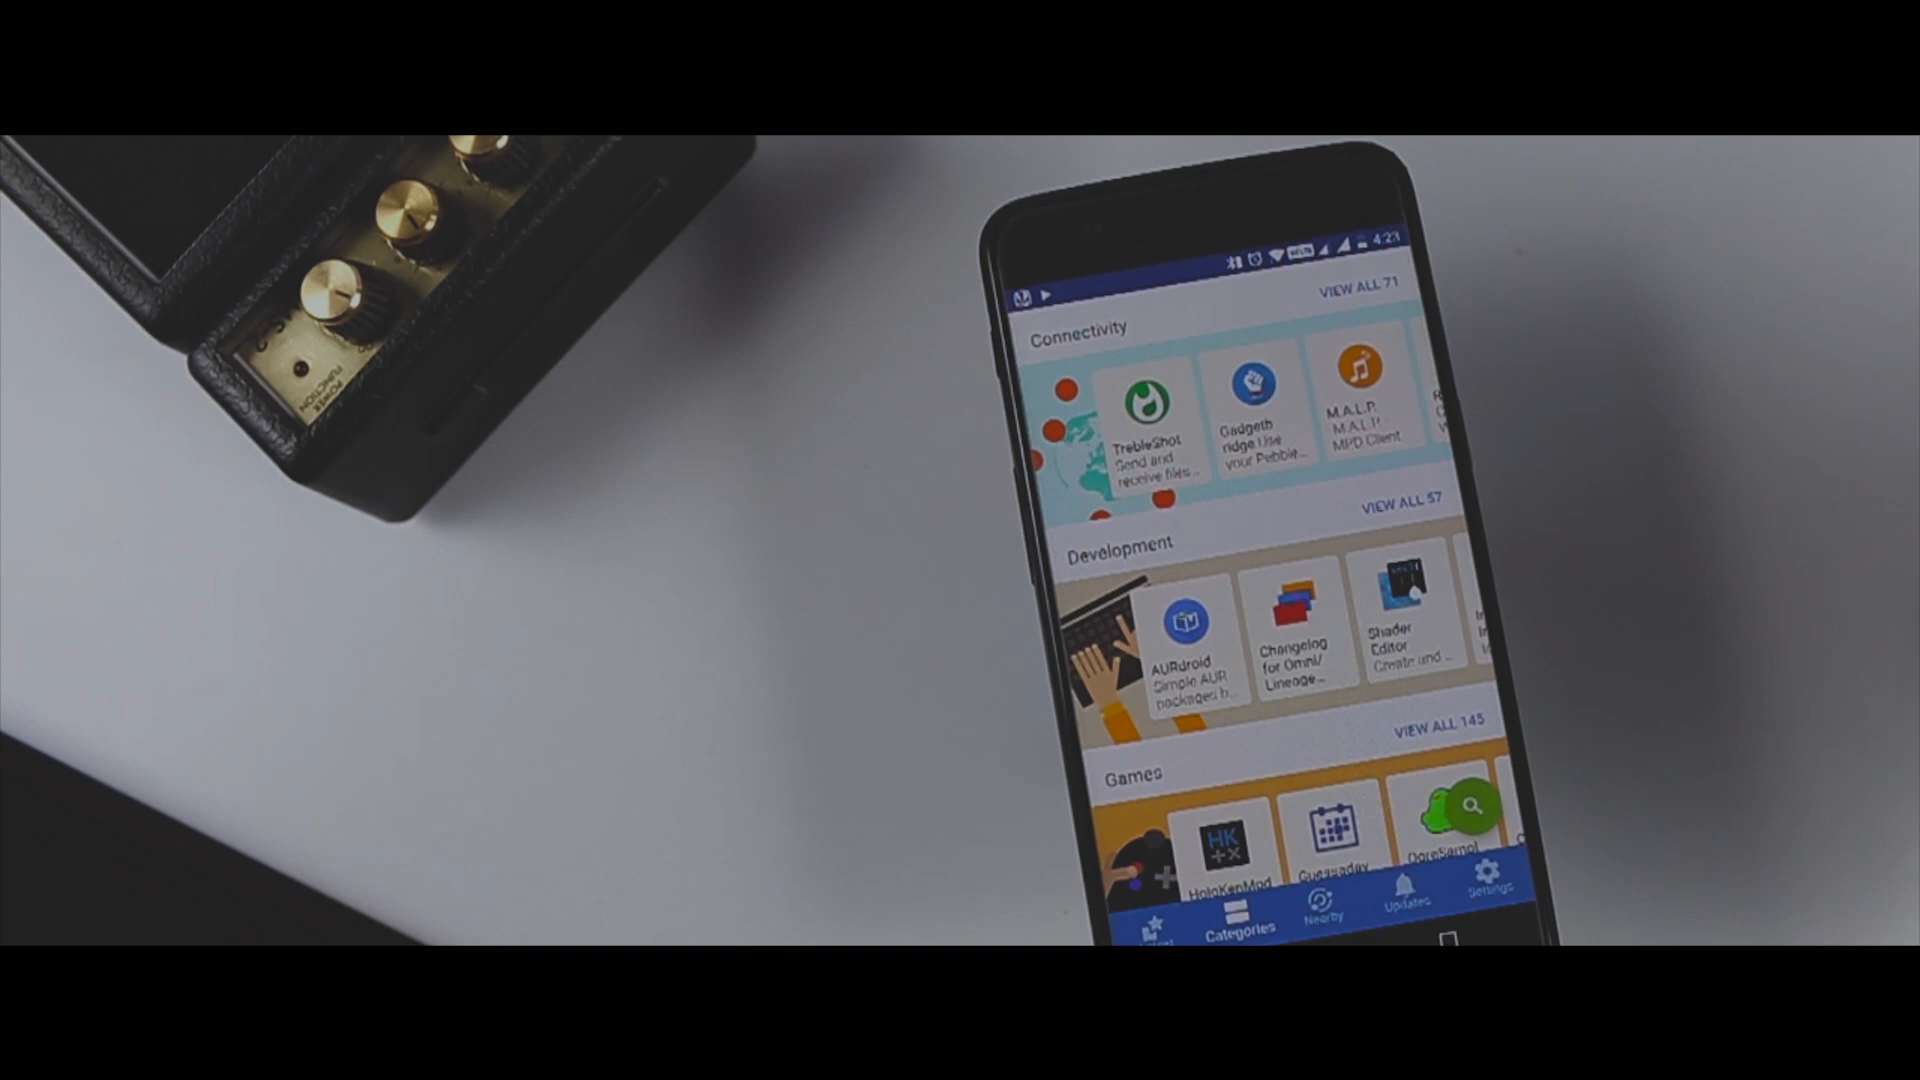 POWER
FUNCTION
4:23
VIEW ALL 71
Connectivity
TrebleShot
Send and
receive files...
Gadgetb
ridge Use
your Pebble...
M.A.L.P.
M.A.L.P. -
MPD Client
VIEW ALL 57
Development
AURdroid
Simple AUR
packages b...
Changelog
for Omni/
Lineage...
Shader
Editor
Create and ...
VIEW ALL 145
Games
HK
+×
HoloKenMod
Guessaday
Categories
Nearby
Updates
Settings